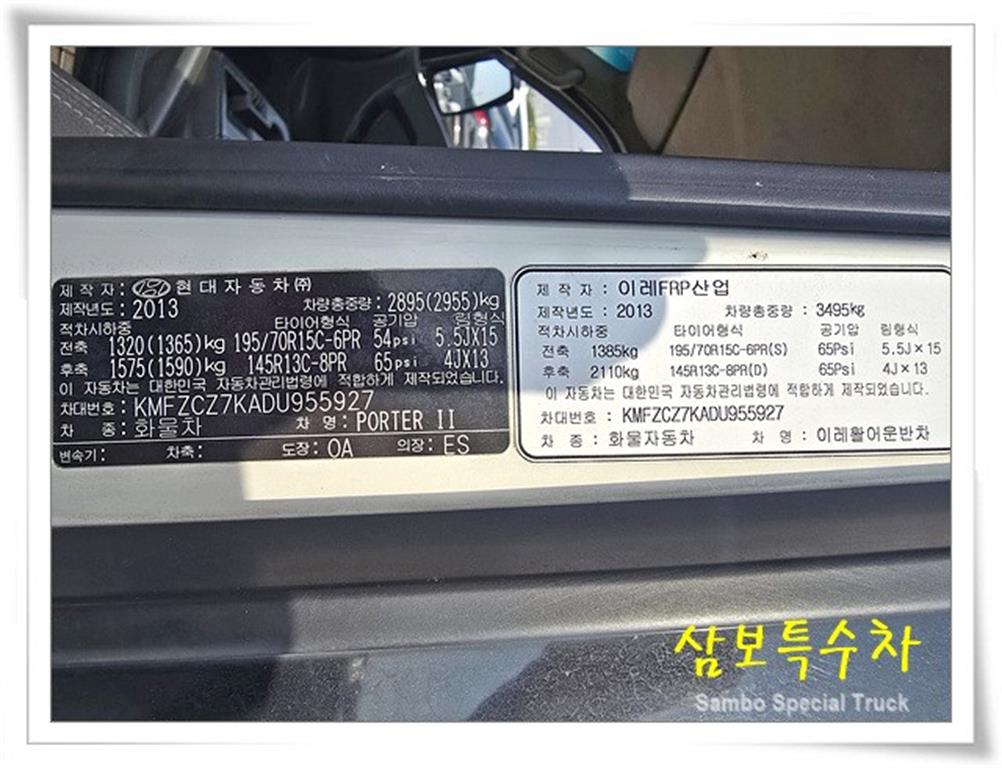 제 작 자 : 현대자동차㈜
제작년도 : 2013 차량총중량 : 2895(2955)kg
적차시하중 타이어형식 공기압 림형식
전축 1320(1365)kg 195/70R15C-6PR 54psi 5.5JX15
후축 1575(1590)kg 145R13C-8PR 65psi 4JX13
이 자동차는 대한민국 자동차관리법령에 적합하게 제작되었음
차대번호 : KMFZCZ7KADU955927
차 종 : 화물차 차 명 : PORTER II
변속기 : 차축 : 도장 : OA 의장 : ES
제 작 자 : 이레FRP산업
제작년도 : 2013 차량총중량 : 3495kg
적차시하중 타이어형식 공기압 림형식
전축 1385kg 195/70R15C-6PR(S) 65Psi 5.5J×15
후축 2110kg 145R13C-8PR(D) 65Psi 4J×13
이 자동차는 대한민국 자동차관리법령에 적합하게 제작되었음
차대번호 : KMFZCZ7KADU955927
차 종 : 화물자동차 차 명 : 이레활어운반차
삼보특수차
Sambo Special Truck